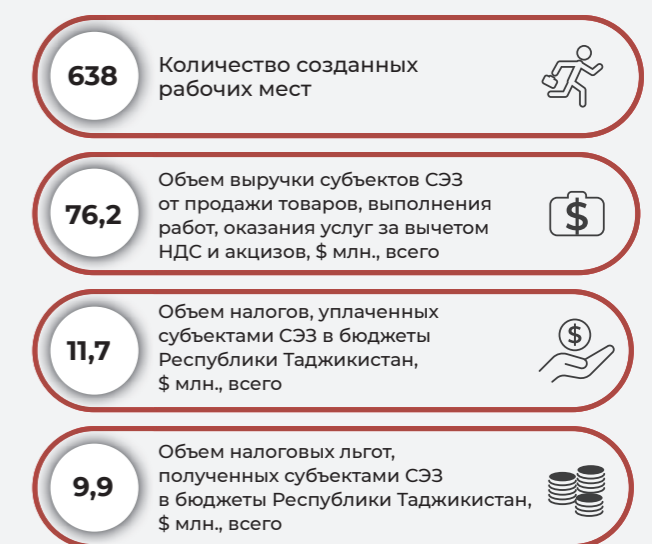 638
Количество созданных
рабочих мест
76,2
Объем выручки субъектов СЭЗ
от продажи товаров, выполнения
работ, оказания услуг за вычетом
НДС и акцизов, $ млн., всего
$
11,7
Объем налогов, уплаченных
субъектами СЭЗ в бюджеты
Республики Таджикистан,
$ млн., всего
$
9,9
Объем налоговых льгот,
полученных субъектами СЭЗ
в бюджеты Республики Таджикистан,
$ млн., всего